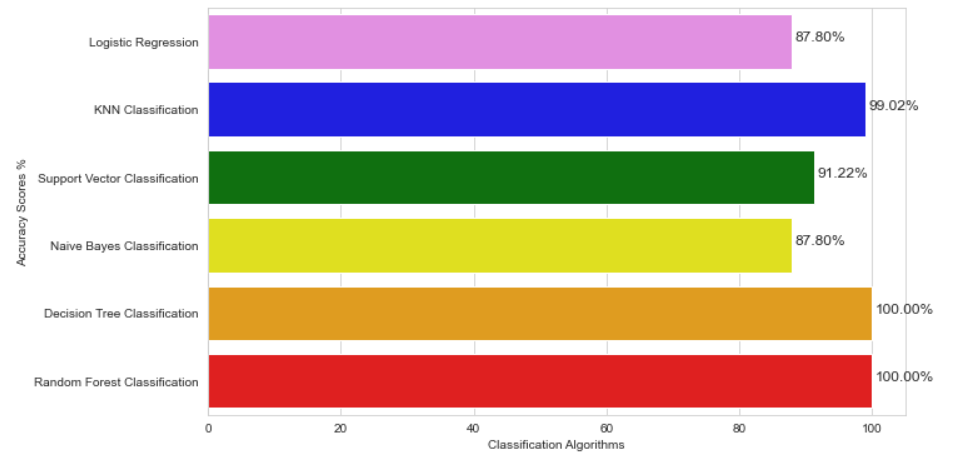 Logistic Regression
87.80%
KNN Classification
99.02%
Support Vector Classification
91.22%
Naive Bayes Classification
87.80%
Decision Tree Classification
100.00%
Random Forest Classification
100.00%
Accuracy Scores %
0 20 40 60 80 100
Classification Algorithms